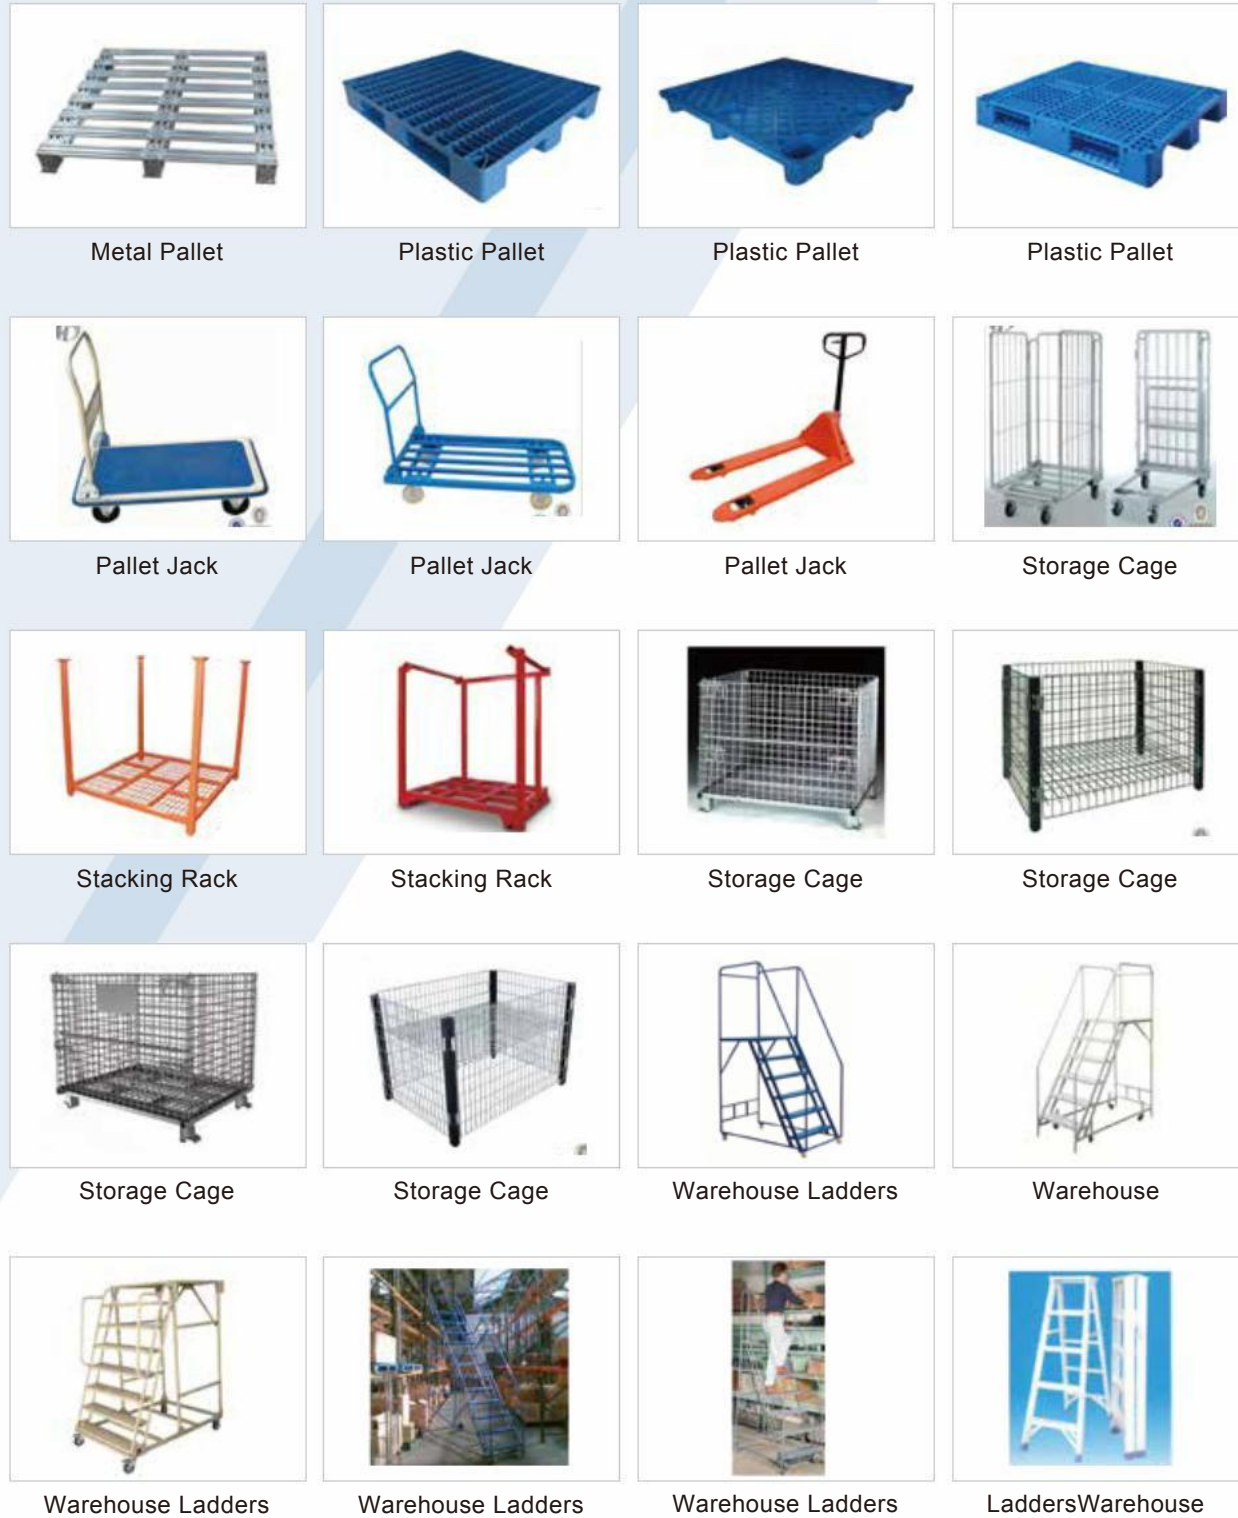 Metal Pallet
Plastic Pallet
Plastic Pallet
Plastic Pallet
Pallet Jack
Pallet Jack
Pallet Jack
Storage Cage
Stacking Rack
Stacking Rack
Storage Cage
Storage Cage
Storage Cage
Storage Cage
Warehouse Ladders
Warehouse
Warehouse Ladders
Warehouse Ladders
Warehouse Ladders
LaddersWarehouse